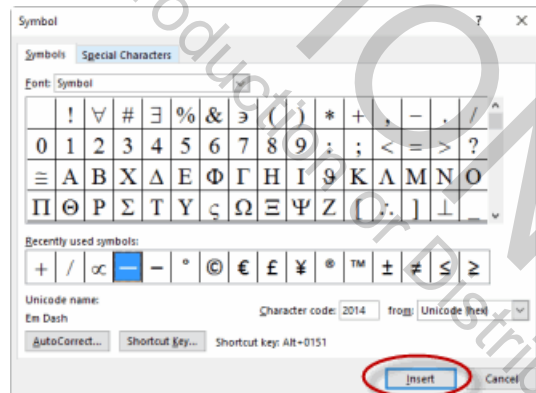 Symbol ? ×
Symbols Special Characters
Font: Symbol
! ∀ # ∃ % & ∍ ( ) * + , − . /
0 1 2 3 4 5 6 7 8 9 : ; < = > ?
≅ Α Β Χ Δ Ε Φ Γ Η Ι ϑ Κ Λ Μ Ν Ο
Π Θ Ρ Σ Τ Υ ς Ω Ξ Ψ Ζ [ ∴ ] ⊥ _
Recently used symbols:
+ / ∝ — – ° © € £ ¥ ® ™ ± ≠ ≤ ≥
Unicode name:
Em Dash
Character code: 2014 from: Unicode (hex)
AutoCorrect... Shortcut Key... Shortcut key: Alt+0151
Insert Cancel